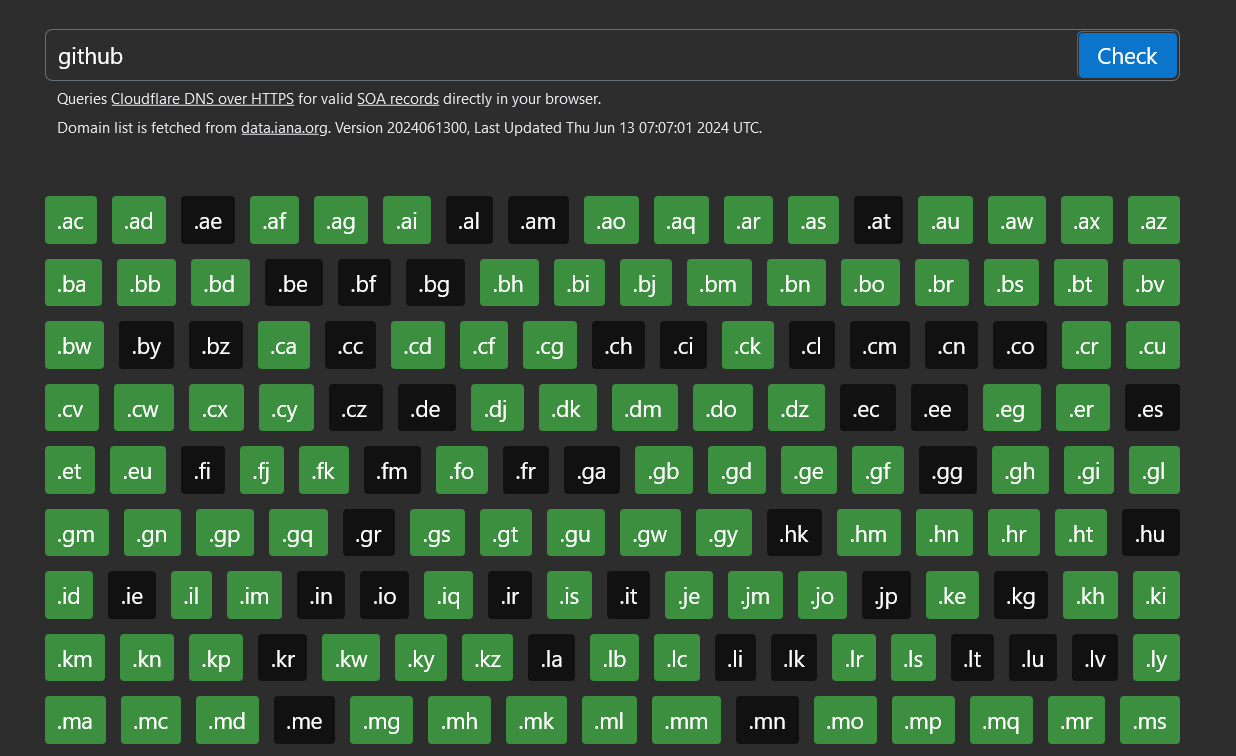 github Check
Queries Cloudflare DNS over HTTPS for valid SOA records directly in your browser.
Domain list is fetched from data.iana.org. Version 2024061300, Last Updated Thu Jun 13 07:07:01 2024 UTC.
.ac .ad .ae .af .ag .ai .al .am .ao .aq .ar .as .at .au .aw .ax .az
.ba .bb .bd .be .bf .bg .bh .bi .bj .bm .bn .bo .br .bs .bt .bv
.bw .by .bz .ca .cc .cd .cf .cg .ch .ci .ck .cl .cm .cn .co .cr .cu
.cv .cw .cx .cy .cz .de .dj .dk .dm .do .dz .ec .ee .eg .er .es
.et .eu .fi .fj .fk .fm .fo .fr .ga .gb .gd .ge .gf .gg .gh .gi .gl
.gm .gn .gp .gq .gr .gs .gt .gu .gw .gy .hk .hm .hn .hr .ht .hu
.id .ie .il .im .in .io .iq .ir .is .it .je .jm .jo .jp .ke .kg .kh .ki
.km .kn .kp .kr .kw .ky .kz .la .lb .lc .li .lk .lr .ls .lt .lu .lv .ly
.ma .mc .md .me .mg .mh .mk .ml .mm .mn .mo .mp .mq .mr .ms